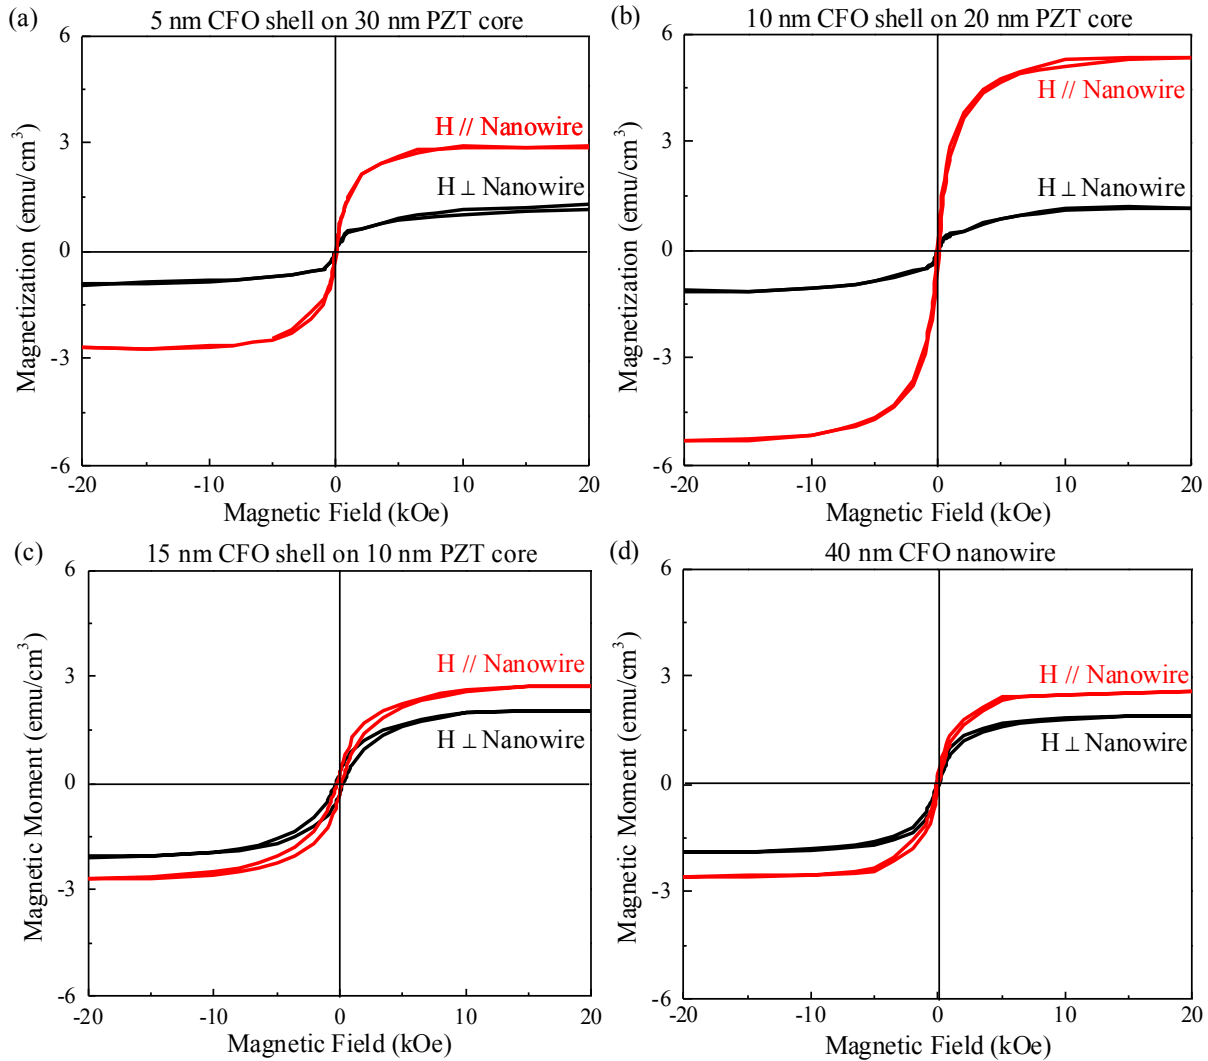 (a)
5 nm CFO shell on 30 nm PZT core
6
3
0
-3
-6
Magnetization (emu/cm³)
H // Nanowire
H ⊥ Nanowire
-20
-10
0
10
20
Magnetic Field (kOe)
(b)
10 nm CFO shell on 20 nm PZT core
6
3
0
-3
-6
Magnetization (emu/cm³)
H // Nanowire
H ⊥ Nanowire
-20
-10
0
10
20
Magnetic Field (kOe)
(c)
15 nm CFO shell on 10 nm PZT core
6
3
0
-3
-6
Magnetic Moment (emu/cm³)
H // Nanowire
H ⊥ Nanowire
-20
-10
0
10
20
Magnetic Field (kOe)
(d)
40 nm CFO nanowire
6
3
0
-3
-6
Magnetic Moment (emu/cm³)
H // Nanowire
H ⊥ Nanowire
-20
-10
0
10
20
Magnetic Field (kOe)